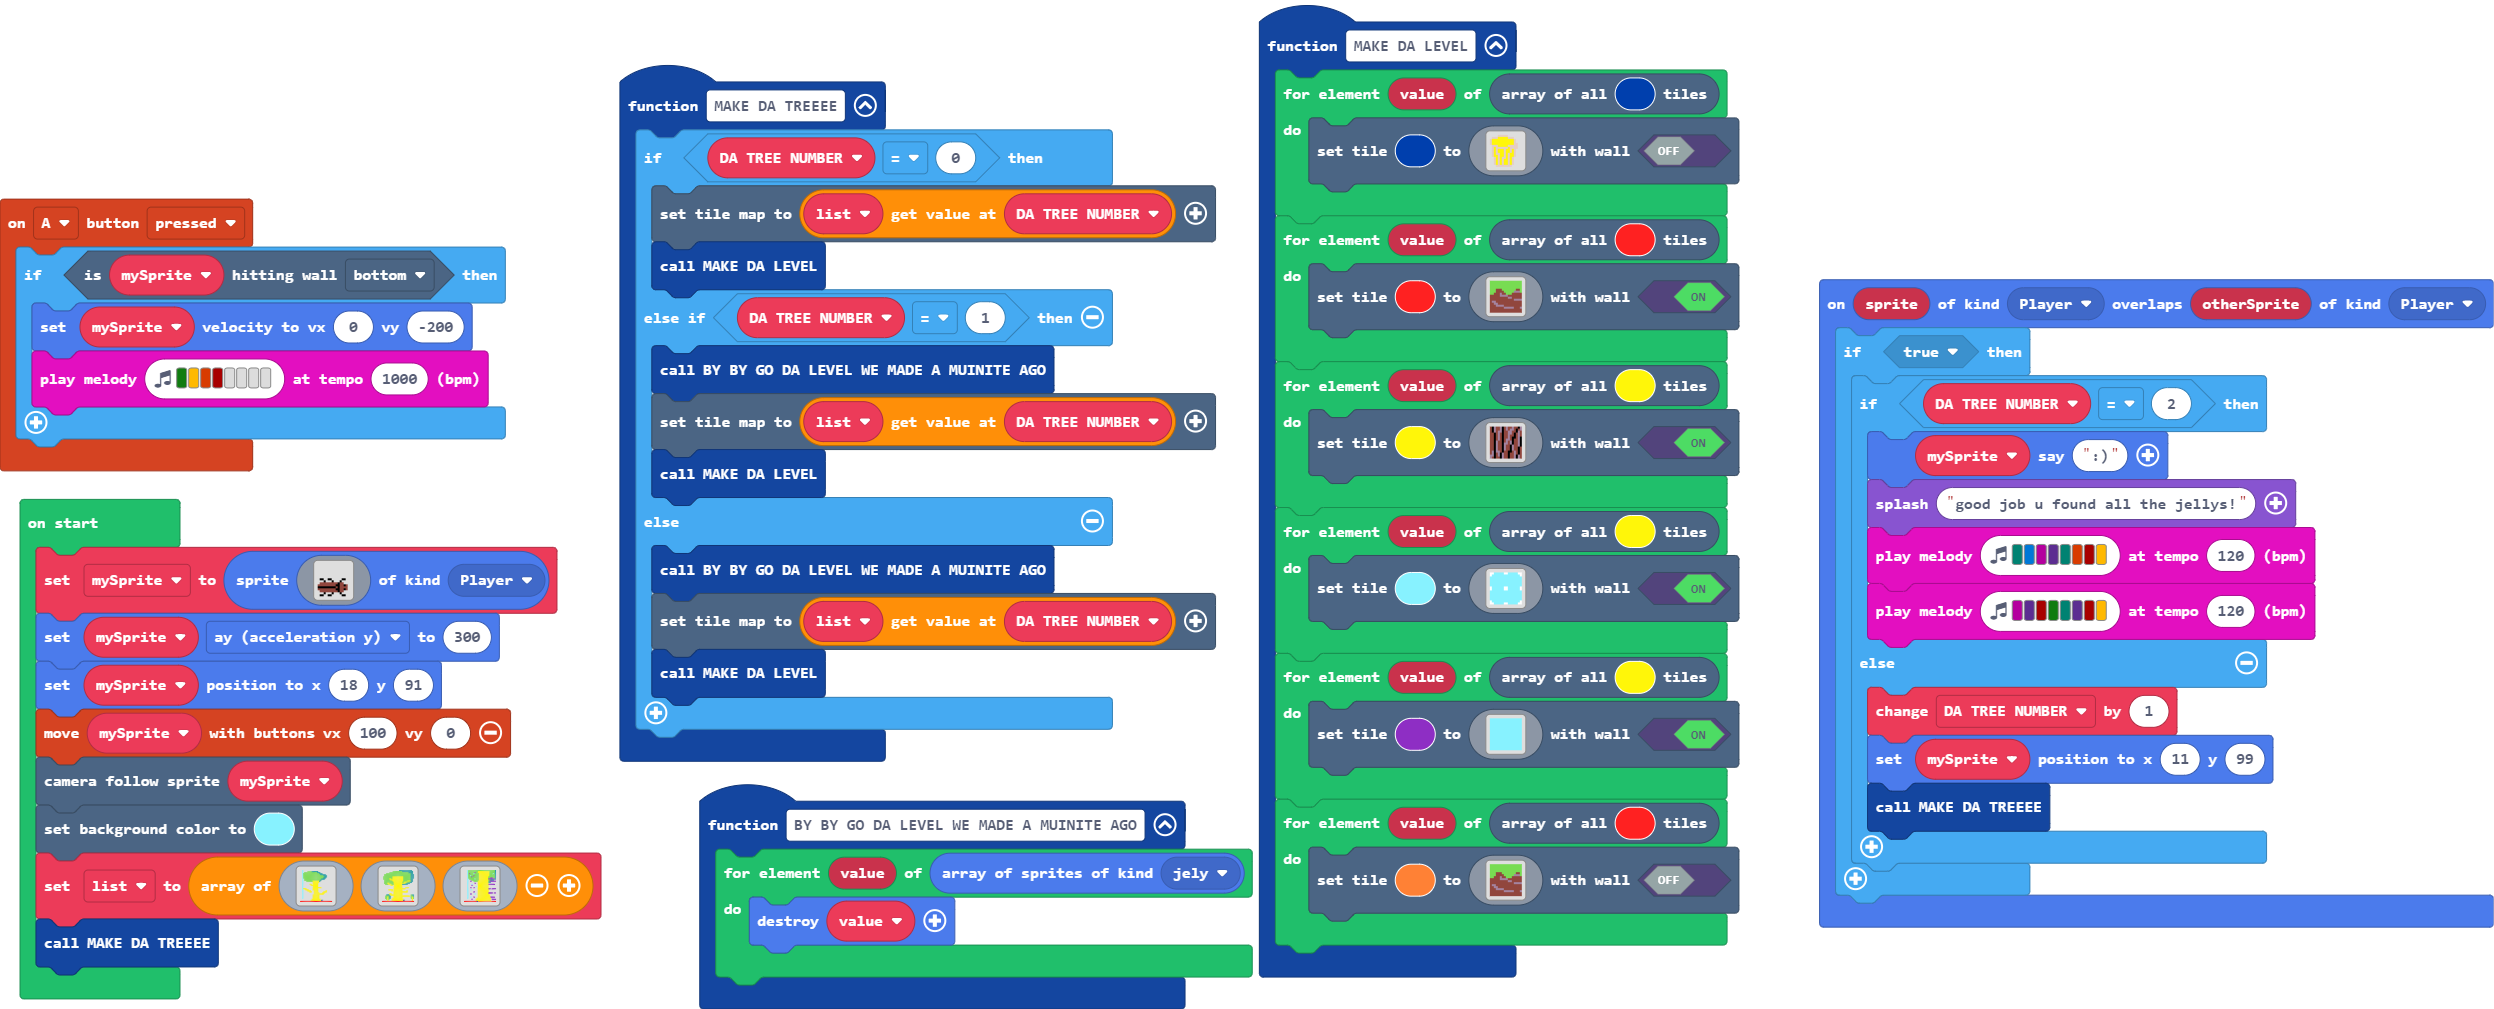 on A button pressed
if is mySprite hitting wall bottom then
set mySprite velocity to vx 0 vy -200
play melody at tempo 1000 (bpm)
on start
set mySprite to sprite of kind Player
set mySprite ay (acceleration y) to 300
set mySprite position to x 18 y 91
move mySprite with buttons vx 100 vy 0
camera follow sprite mySprite
set background color to
set list to array of
call MAKE DA TREEEE
function MAKE DA TREEEE
if DA TREE NUMBER = 0 then
set tile map to list get value at DA TREE NUMBER
call MAKE DA LEVEL
else if DA TREE NUMBER = 1 then
call BY BY GO DA LEVEL WE MADE A MUINITE AGO
set tile map to list get value at DA TREE NUMBER
call MAKE DA LEVEL
else
call BY BY GO DA LEVEL WE MADE A MUINITE AGO
set tile map to list get value at DA TREE NUMBER
call MAKE DA LEVEL
function BY BY GO DA LEVEL WE MADE A MUINITE AGO
for element value of array of sprites of kind jely
do
destroy value
function MAKE DA LEVEL
for element value of array of all tiles
do
set tile to with wall OFF
for element value of array of all tiles
do
set tile to with wall ON
for element value of array of all tiles
do
set tile to with wall ON
for element value of array of all tiles
do
set tile to with wall ON
for element value of array of all tiles
do
set tile to with wall ON
for element value of array of all tiles
do
set tile to with wall OFF
on sprite of kind Player overlaps otherSprite of kind Player
if true then
if DA TREE NUMBER = 2 then
mySprite say ":)"
splash "good job u found all the jellys!"
play melody at tempo 120 (bpm)
play melody at tempo 120 (bpm)
else
change DA TREE NUMBER by 1
set mySprite position to x 11 y 99
call MAKE DA TREEEE